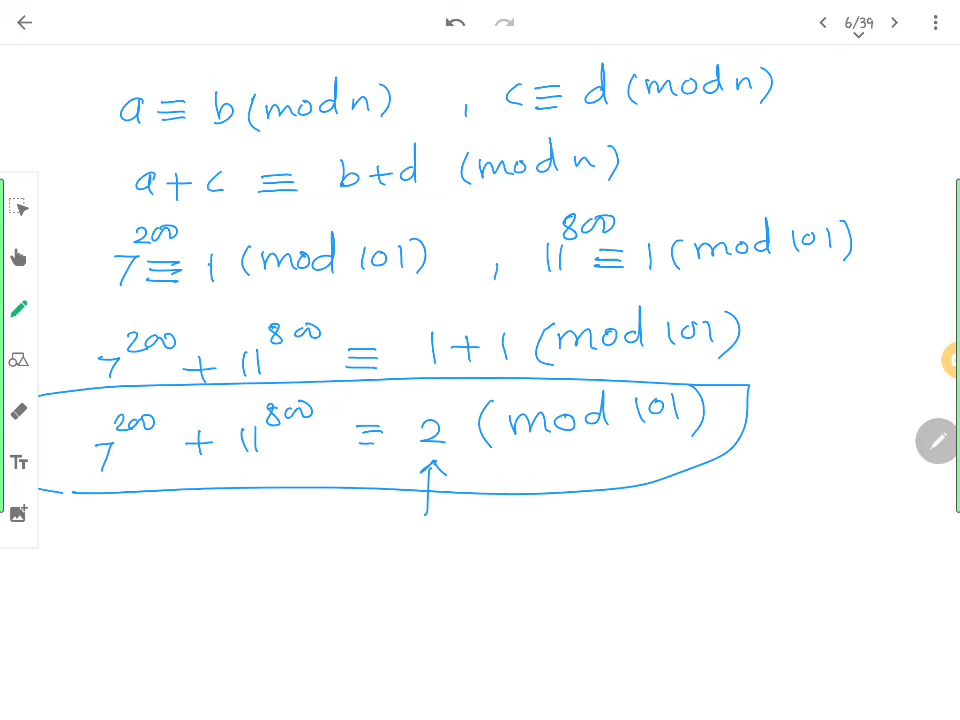 6/39
a ≡ b (mod n) , c ≡ d (mod n)
a + c ≡ b + d (mod n)
7^200 ≡ 1 (mod 101) , 11^800 ≡ 1 (mod 101)
7^200 + 11^800 ≡ 1 + 1 (mod 101)
7^200 + 11^800 ≡ 2 (mod 101)
Tт